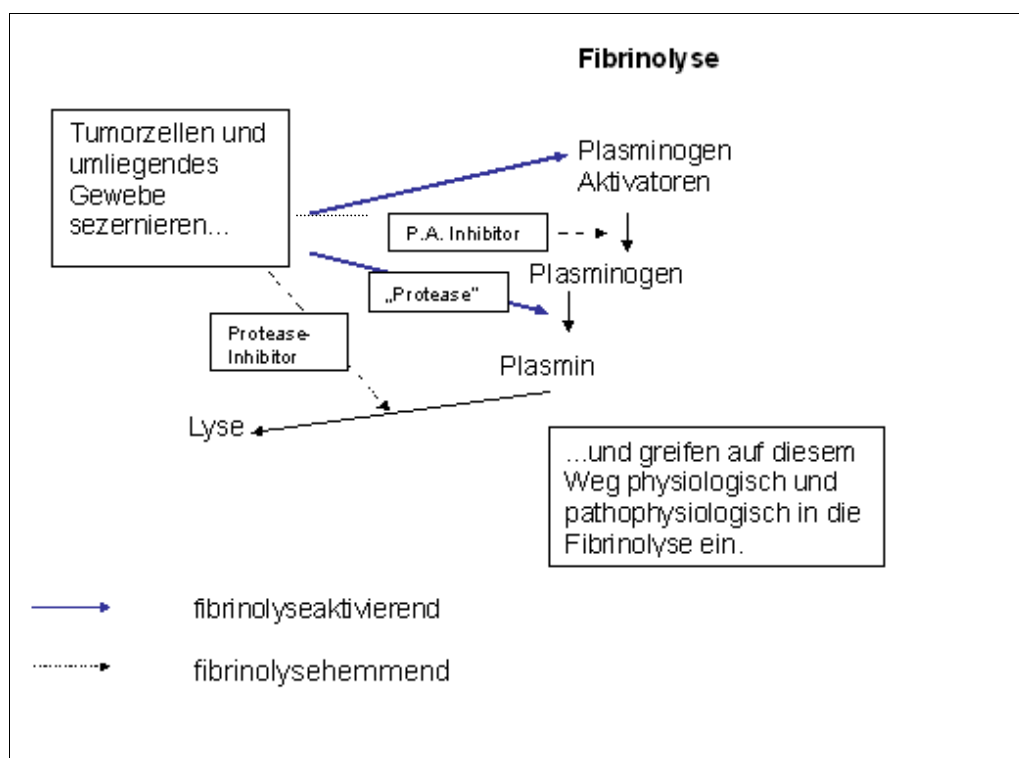 Fibrinolyse
Tumorzellen und
umliegendes
Gewebe
sezernieren...
Plasminogen
Aktivatoren
P.A. Inhibitor
Plasminogen
„Protease"
Protease-
Inhibitor
Plasmin
Lyse
...und greifen auf diesem
Weg physiologisch und
pathophysiologisch in die
Fibrinolyse ein.
fibrinolyseaktivierend
fibrinolysehemmend